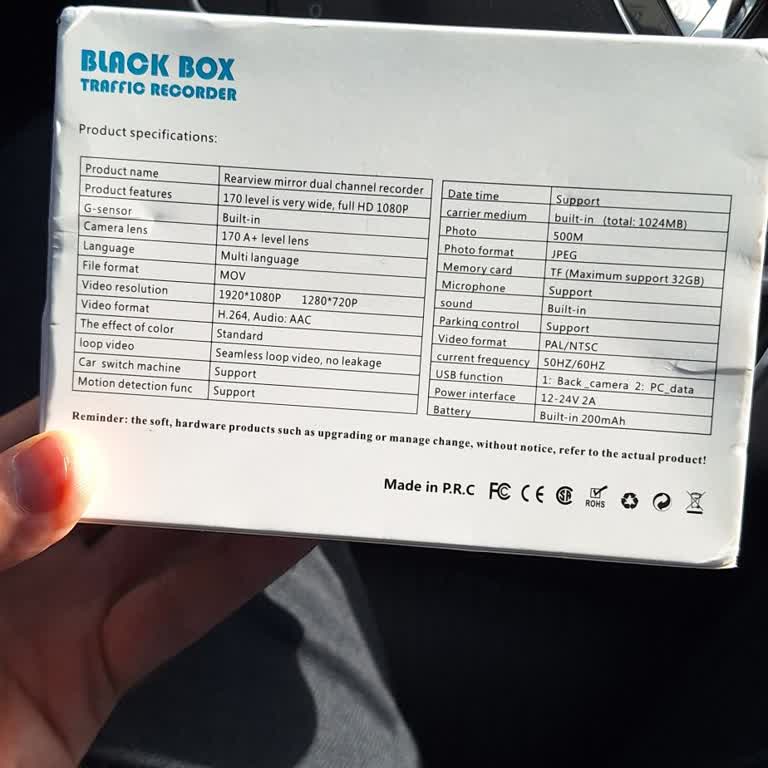 BLACK BOX
TRAFFIC RECORDER
Product specifications:
Product name Rearview mirror dual channel recorder
Product features 170 level is very wide, full HD 1080P
G-sensor Built-in
Camera lens 170 A+ level lens
Language Multi language
File format MOV
Video resolution 1920*1080P 1280*720P
Video format H.264, Audio: AAC
The effect of color Standard
loop video Seamless loop video, no leakage
Car switch machine Support
Motion detection func Support
Date time Support
carrier medium built-in (total: 1024MB)
Photo 500M
Photo format JPEG
Memory card TF (Maximum support 32GB)
Microphone Support
sound Built-in
Parking control Support
Video format PAL/NTSC
current frequency 50HZ/60HZ
USB function 1: Back_camera 2: PC_data
Power interface 12-24V 2A
Battery Built-in 200mAh
Reminder: the soft, hardware products such as upgrading or manage change, without notice, refer to the actual product!
Made in P.R.C FC CE SA ROHS